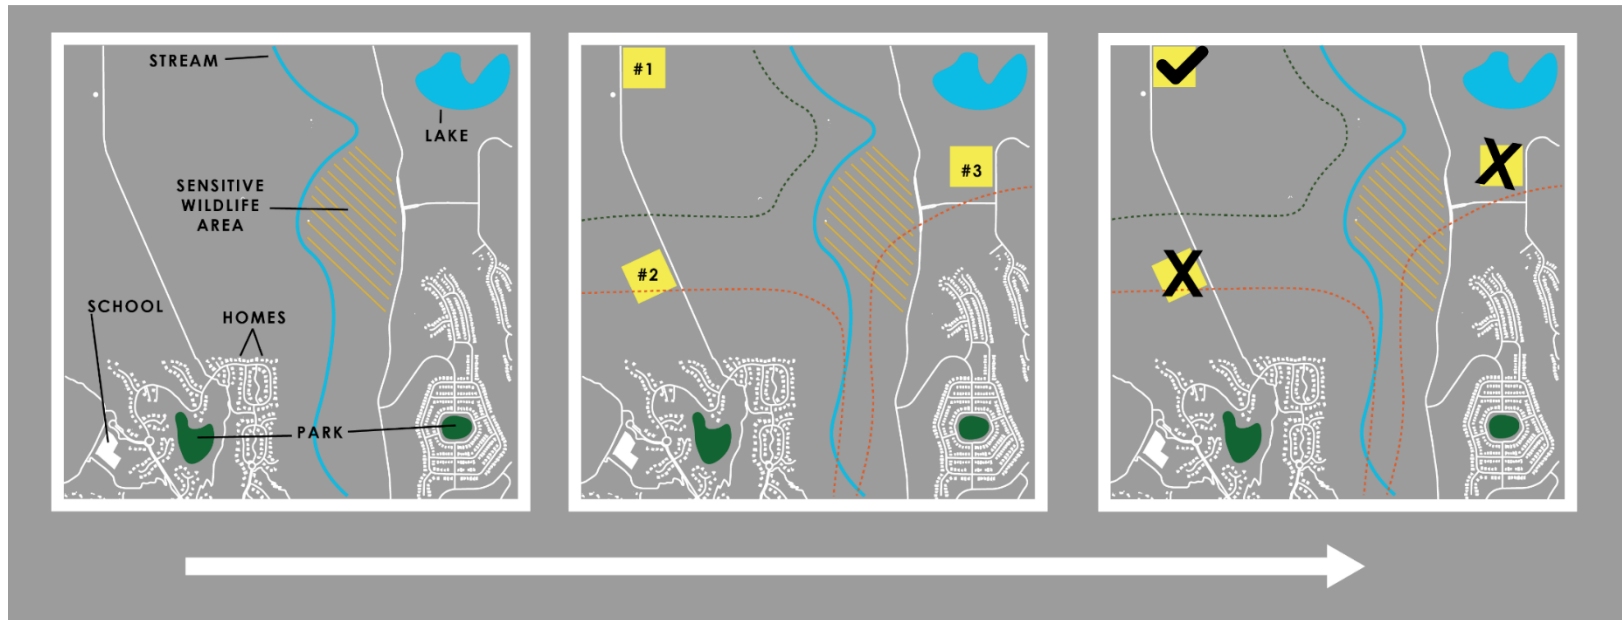 STREAM
LAKE
SENSITIVE
WILDLIFE
AREA
SCHOOL
HOMES
PARK
#1
#3
#2